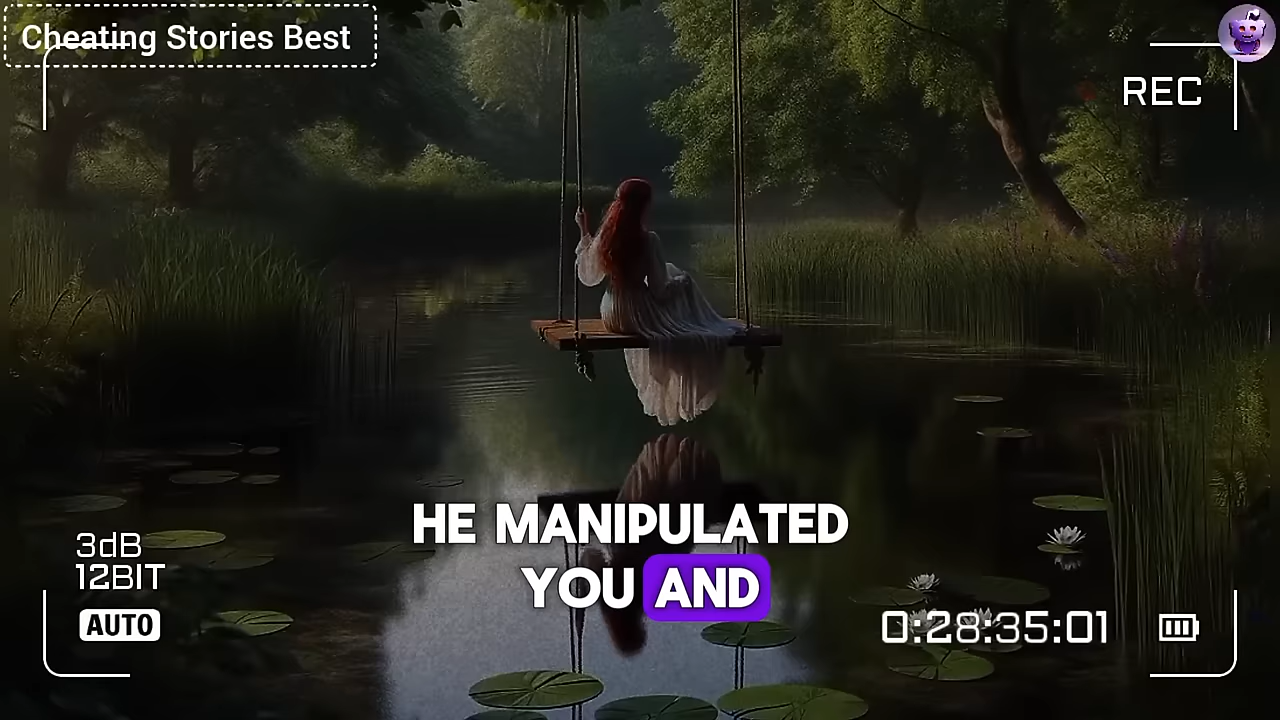 Cheating Stories Best
REC
HE MANIPULATED
YOU AND
3dB
12BIT
AUTO
0:28:35:01